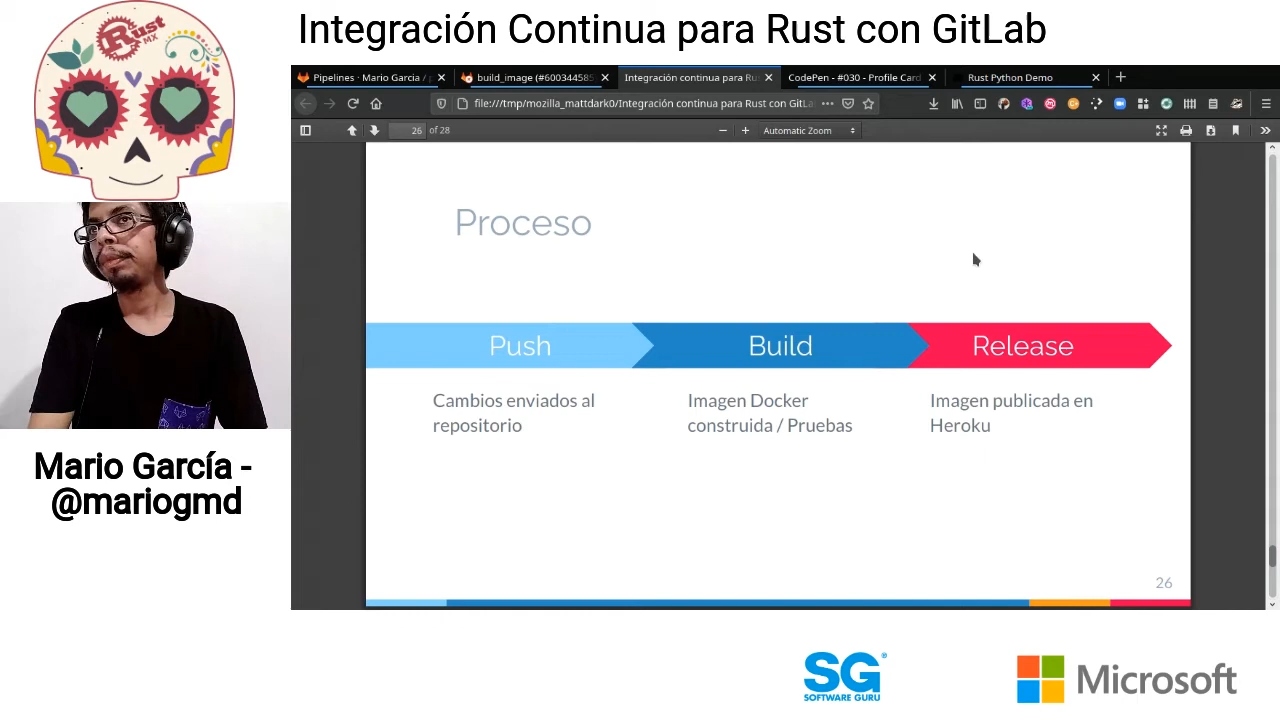 Integración Continua para Rust con GitLab
Rust
MX
Pipelines · Mario Garcia / p
build_image (#600344585
Integración continua para Rus
CodePen - #030 - Profile Card
Rust Python Demo
file:///tmp/mozilla_mattdark0/Integración continua para Rust con GitLa
26 of 28
Automatic Zoom
Proceso
Push
Build
Release
Cambios enviados al
repositorio
Imagen Docker
construida / Pruebas
Imagen publicada en
Heroku
26
Mario García -
@mariogmd
SG
SOFTWARE GURU
Microsoft